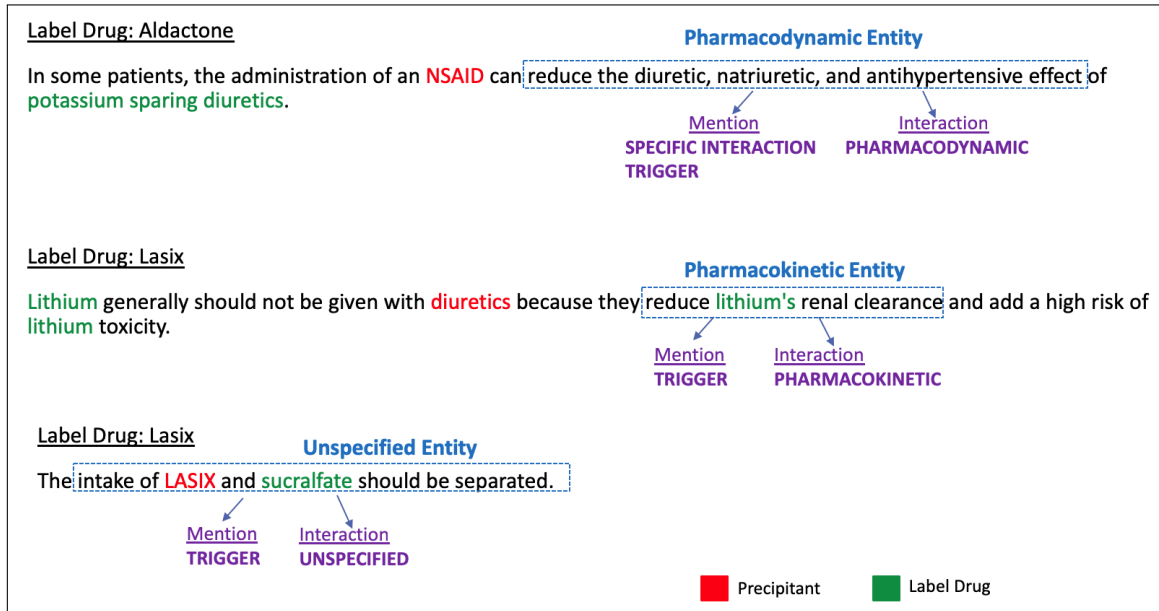 Label Drug: Aldactone
Pharmacodynamic Entity
In some patients, the administration of an NSAID can reduce the diuretic, natriuretic, and antihypertensive effect of
potassium sparing diuretics.
Mention
Interaction
SPECIFIC INTERACTION
PHARMACODYNAMIC
TRIGGER
Label Drug: Lasix
Pharmacokinetic Entity
Lithium generally should not be given with diuretics because they reduce lithium's renal clearance and add a high risk of
lithium toxicity.
Mention
Interaction
TRIGGER
PHARMACOKINETIC
Label Drug: Lasix
Unspecified Entity
The intake of LASIX and sucralfate should be separated.
Mention
Interaction
TRIGGER
UNSPECIFIED
Precipitant
Label Drug